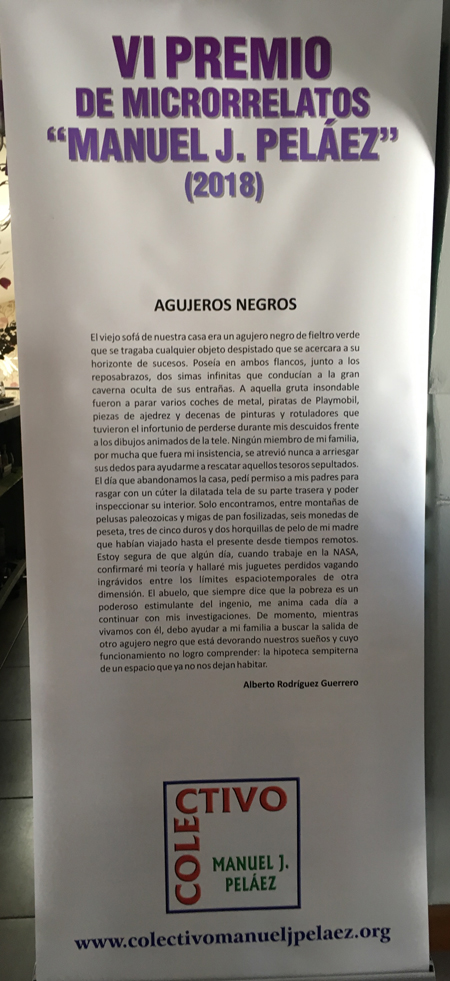 VI PREMIO
DE MICRORRELATOS
“MANUEL J. PELÁEZ”
(2018)
AGUJEROS NEGROS
El viejo sofá de nuestra casa era un agujero negro de fieltro verde
que se tragaba cualquier objeto despistado que se acercara a su
horizonte de sucesos. Poseía en ambos flancos, junto a los
reposabrazos, dos simas infinitas que conducían a la gran
caverna oculta de sus entrañas. A aquella gruta insondable
fueron a parar varios coches de metal, piratas de Playmobil,
piezas de ajedrez y decenas de pinturas y rotuladores que
tuvieron el infortunio de perderse durante mis descuidos frente
a los dibujos animados de la tele. Ningún miembro de mi familia,
por mucha que fuera mi insistencia, se atrevió nunca a arriesgar
sus dedos para ayudarme a rescatar aquellos tesoros sepultados.
El día que abandonamos la casa, pedí permiso a mis padres para
rasgar con un cúter la dilatada tela de su parte trasera y poder
inspeccionar su interior. Solo encontramos, entre montañas de
pelusas paleozoicas y migas de pan fosilizadas, seis monedas de
peseta, tres de cinco duros y dos horquillas de pelo de mi madre
que habían viajado hasta el presente desde tiempos remotos.
Estoy segura de que algún día, cuando trabaje en la NASA,
confirmaré mi teoría y hallaré mis juguetes perdidos vagando
ingrávidos entre los límites espaciotemporales de otra
dimensión. El abuelo, que siempre dice que la pobreza es un
poderoso estimulante del ingenio, me anima cada día a
continuar con mis investigaciones. De momento, mientras
vivamos con él, debo ayudar a mi familia a buscar la salida de
otro agujero negro que está devorando nuestros sueños y cuyo
funcionamiento no logro comprender: la hipoteca sempiterna
de un espacio que ya no nos dejan habitar.
Alberto Rodríguez Guerrero
COLECTIVO
MANUEL J.
PELÁEZ
www.colectivomanueljpelaez.org